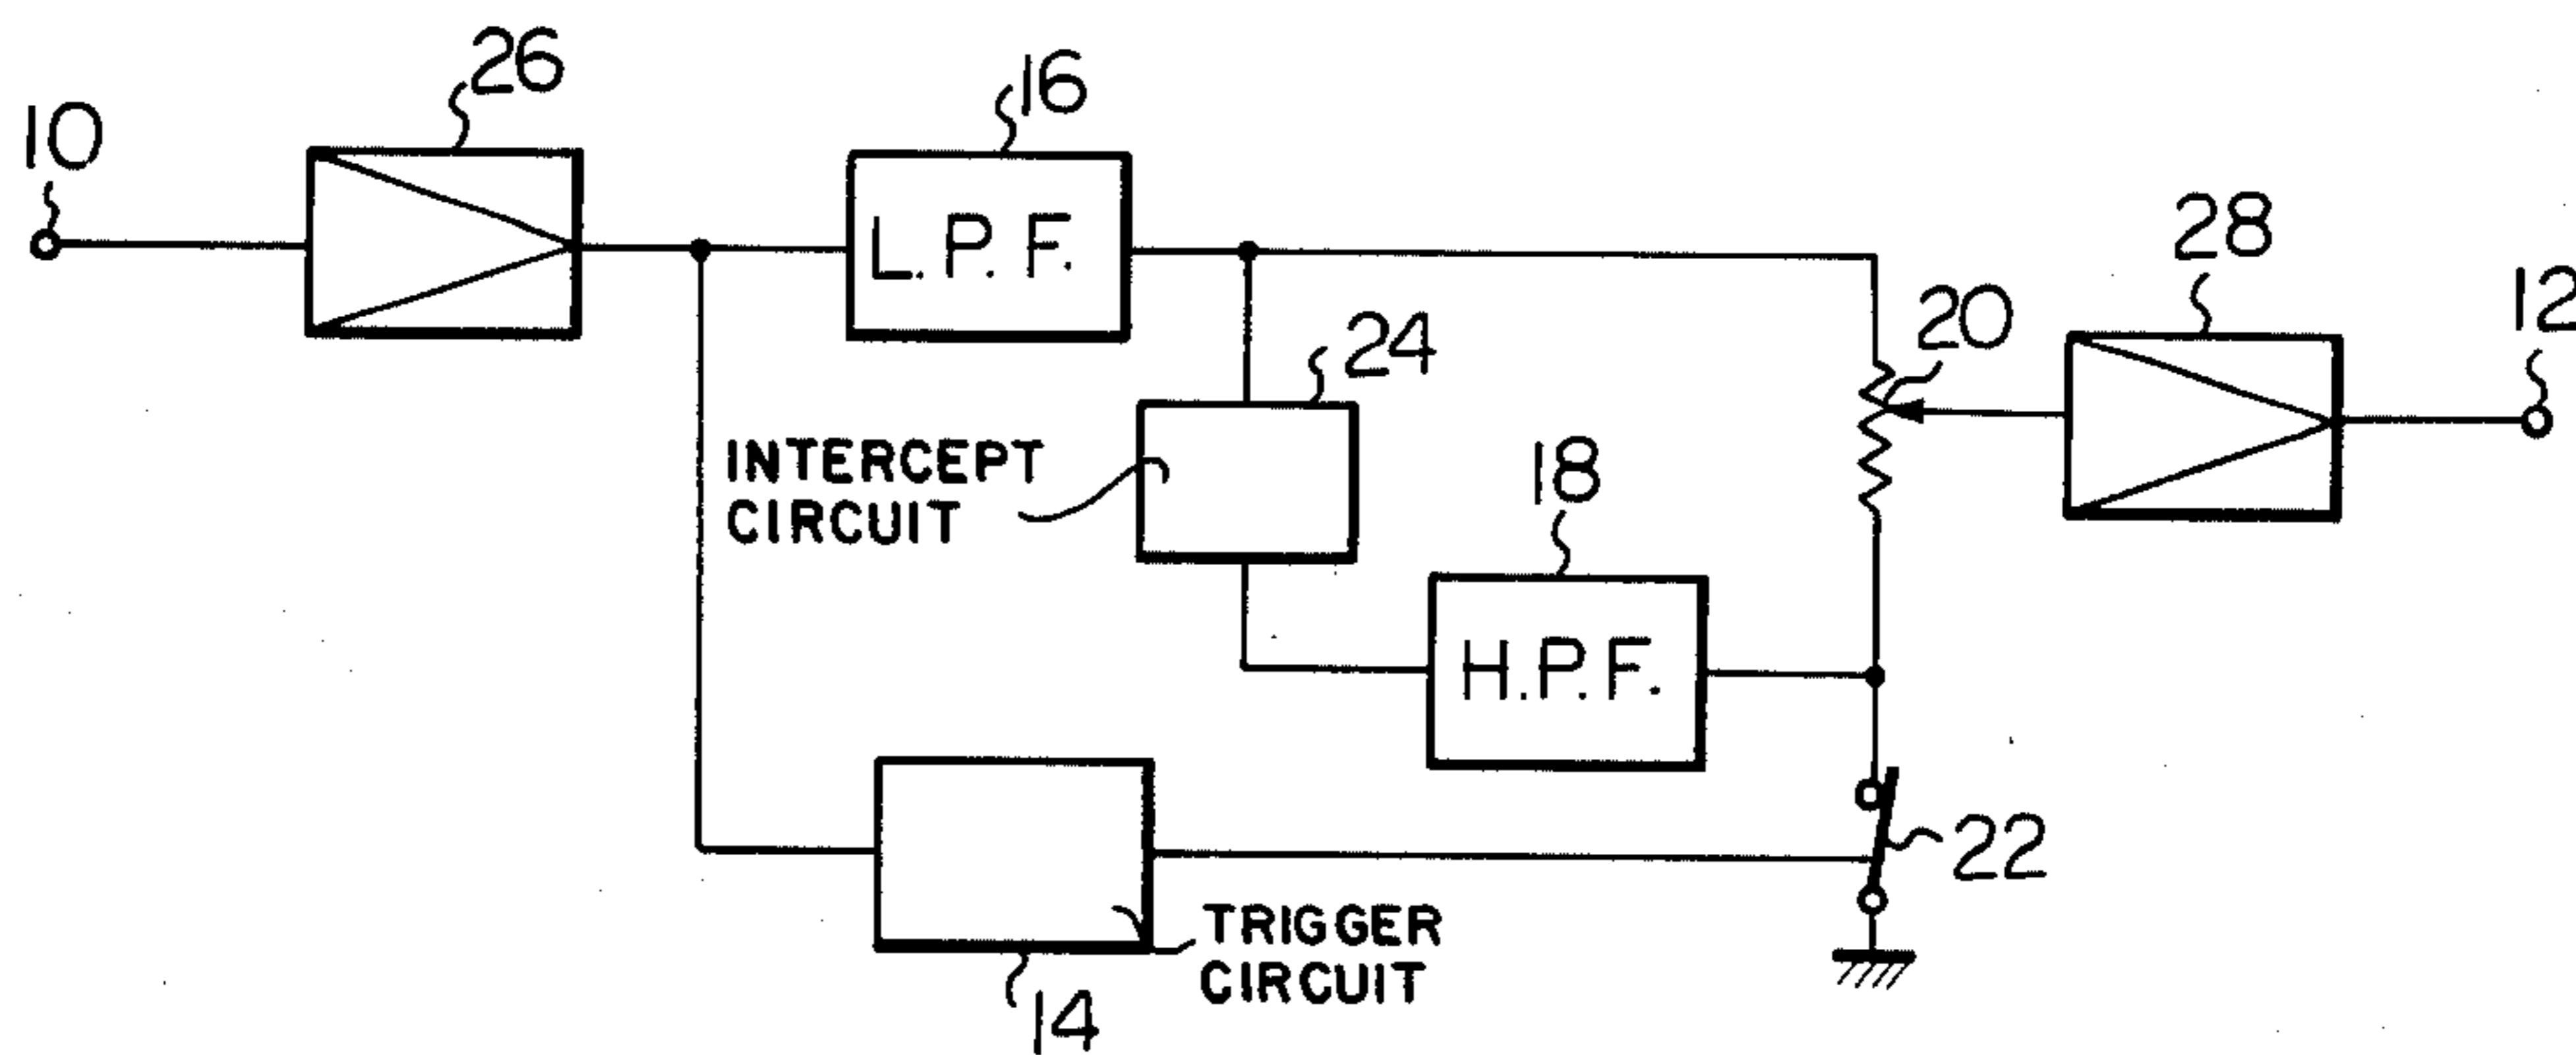 26
16
10
L.P.F.
28
12
20
24
INTERCEPT
CIRCUIT
18
H.P.F.
22
TRIGGER
CIRCUIT
14